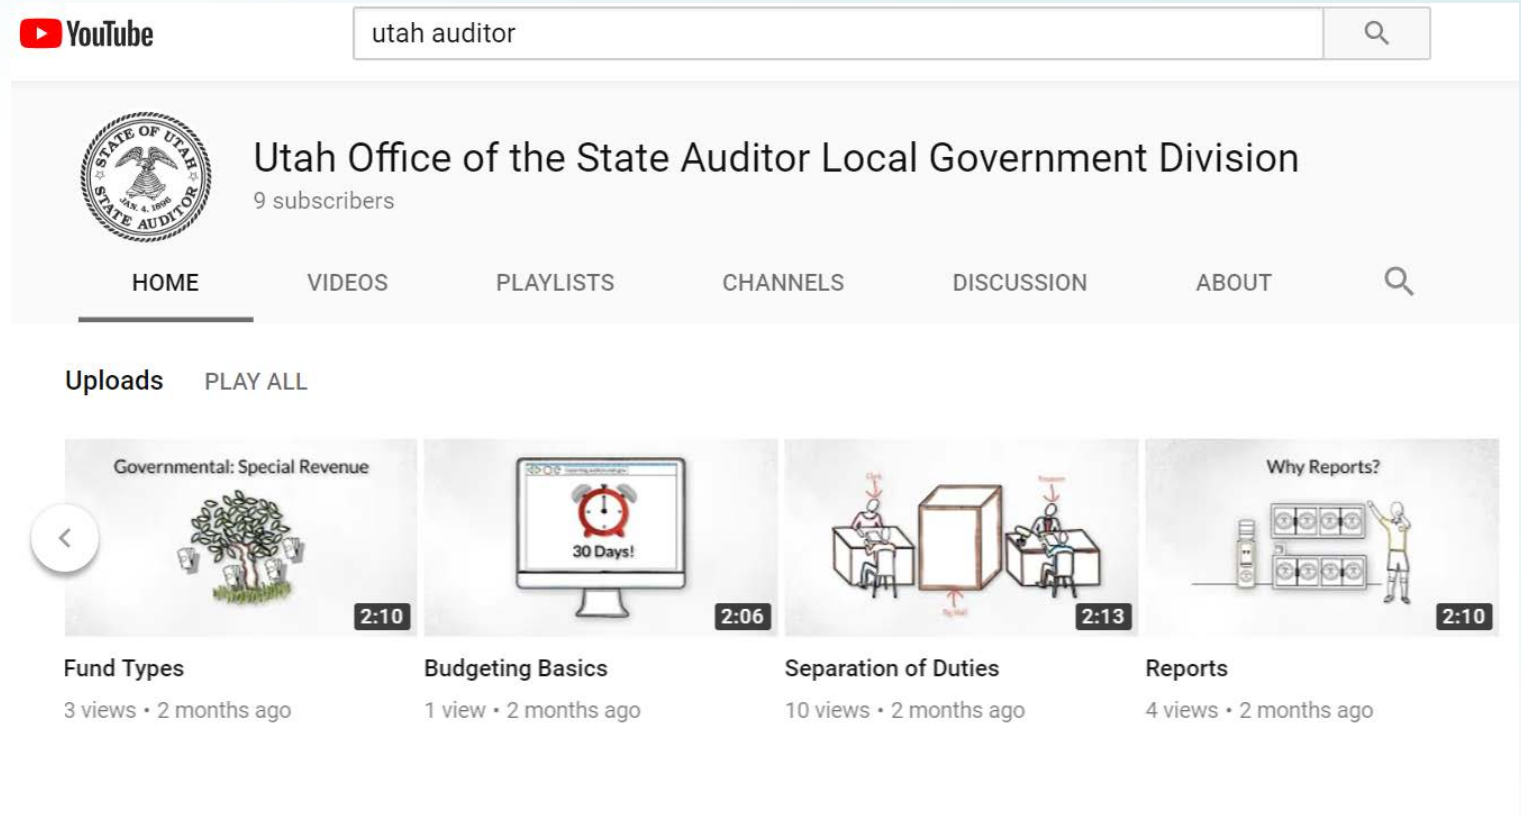 YouTube
utah auditor
STATE OF UTAH
JAN. 4. 1896
STATE AUDITOR
Utah Office of the State Auditor Local Government Division
9 subscribers
HOME VIDEOS PLAYLISTS CHANNELS DISCUSSION ABOUT
Uploads PLAY ALL
Governmental: Special Revenue
2:10
30 Days!
2:06
2:13
Why Reports?
2:10
Fund Types Budgeting Basics Separation of Duties Reports
3 views • 2 months ago 1 view • 2 months ago 10 views • 2 months ago 4 views • 2 months ago